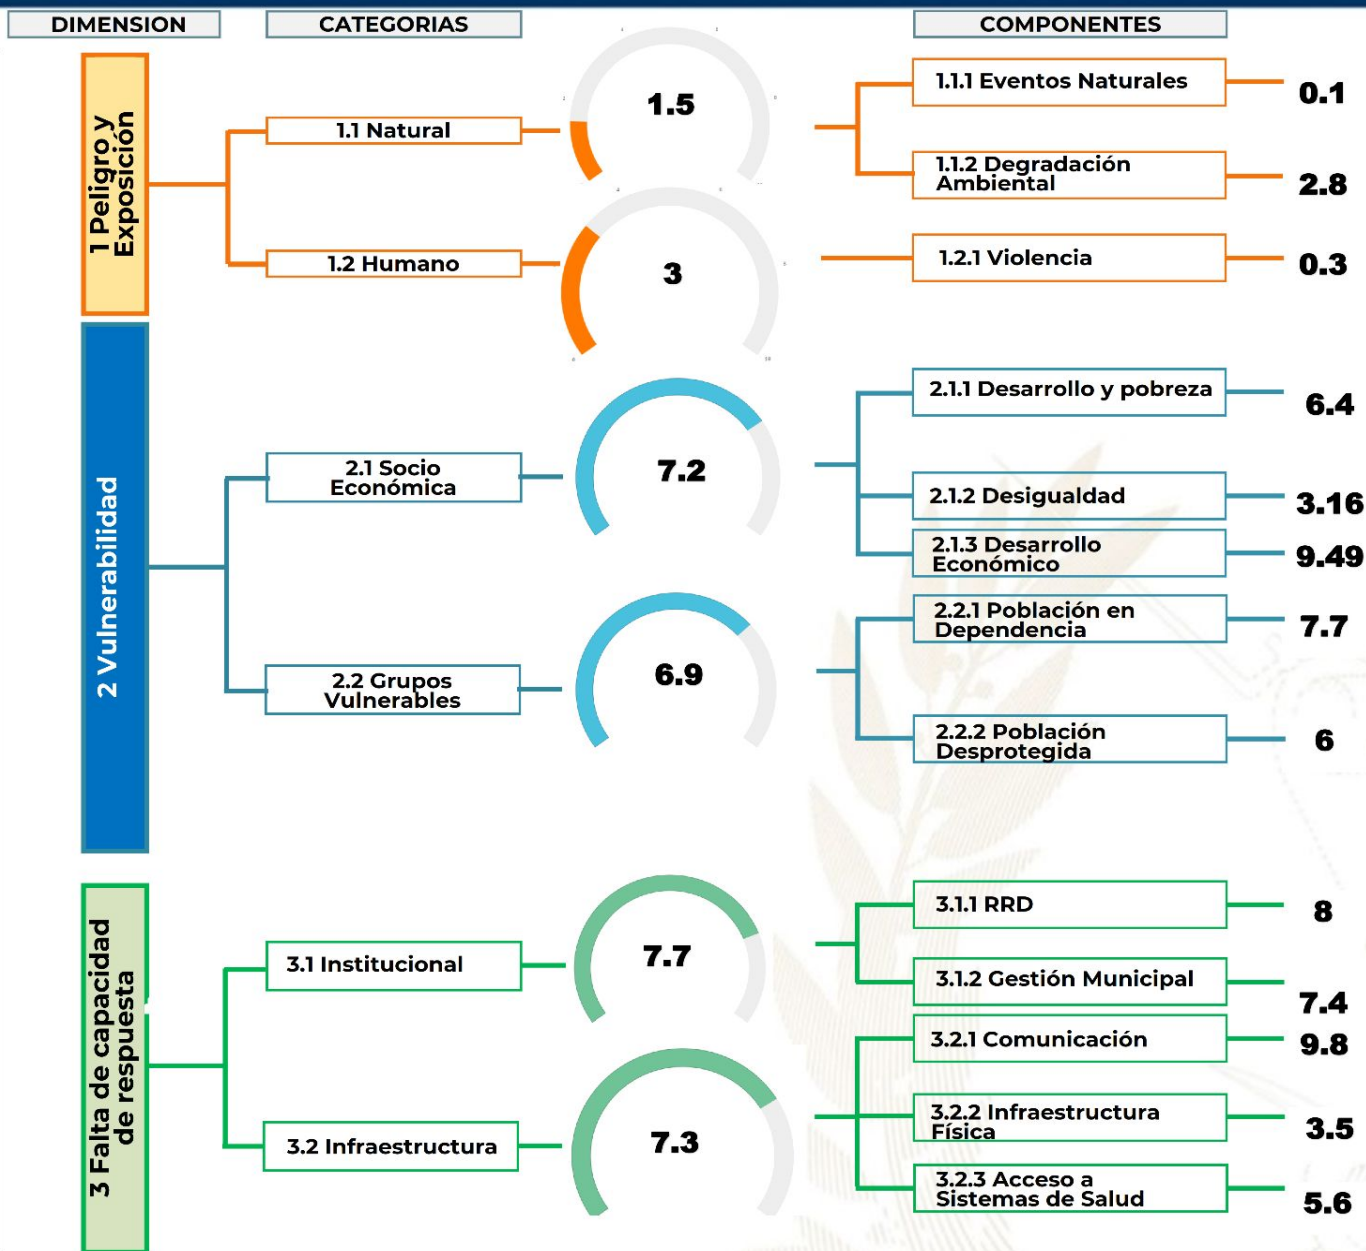 DIMENSION
CATEGORIAS
COMPONENTES
1 Peligro y
Exposición
1.1 Natural
1.5
1.1.1 Eventos Naturales
0.1
1.1.2 Degradación
Ambiental
2.8
1.2 Humano
3
1.2.1 Violencia
0.3
2 Vulnerabilidad
2.1 Socio
Económica
7.2
2.1.1 Desarrollo y pobreza
6.4
2.1.2 Desigualdad
3.16
2.1.3 Desarrollo
Económico
9.49
2.2 Grupos
Vulnerables
6.9
2.2.1 Población en
Dependencia
7.7
2.2.2 Población
Desprotegida
6
3 Falta de capacidad
de respuesta
3.1 Institucional
7.7
3.1.1 RRD
8
3.1.2 Gestión Municipal
7.4
3.2 Infraestructura
7.3
3.2.1 Comunicación
9.8
3.2.2 Infraestructura
Física
3.5
3.2.3 Acceso a
Sistemas de Salud
5.6